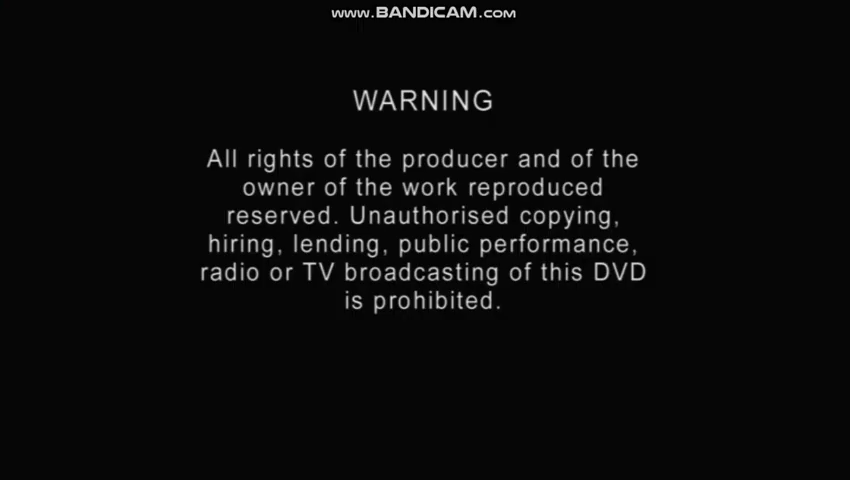 www.BANDICAM.com
WARNING
All rights of the producer and of the
owner of the work reproduced
reserved. Unauthorised copying,
hiring, lending, public performance,
radio or TV broadcasting of this DVD
is prohibited.